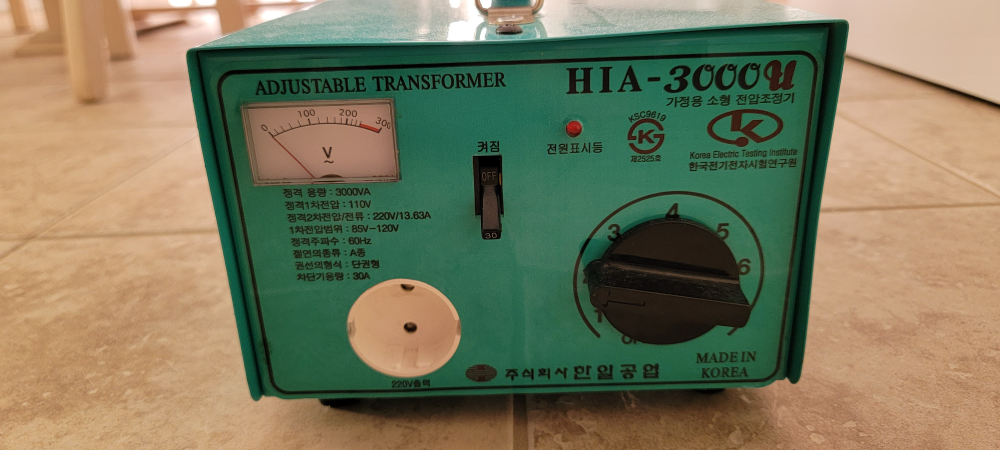 ADJUSTABLE TRANSFORMER
HIA-3000U
가정용 소형 전압조정기
0 100 200 300
V
~
켜짐
OFF
30
전원표시등
KSC9619
K
제2525호
Korea Electric Testing Institute
한국전기전자시험연구원
정격 용량 : 3000VA
정격1차전압 : 110V
정격2차전압/전류 : 220V/13.63A
1차전압범위 : 85V-120V
정격주파수 : 60Hz
절연의종류 : A종
권선의형식 : 단권형
차단기용량 : 30A
1 2 3 4 5 6 7
220V출력
주식회사 한일공업
MADE IN
KOREA